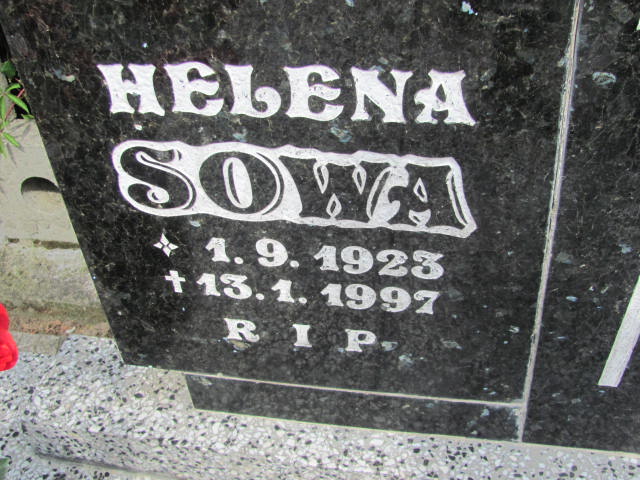 HELENA
SOWA
1. 9. 1923
13. 1. 1997
R I P.